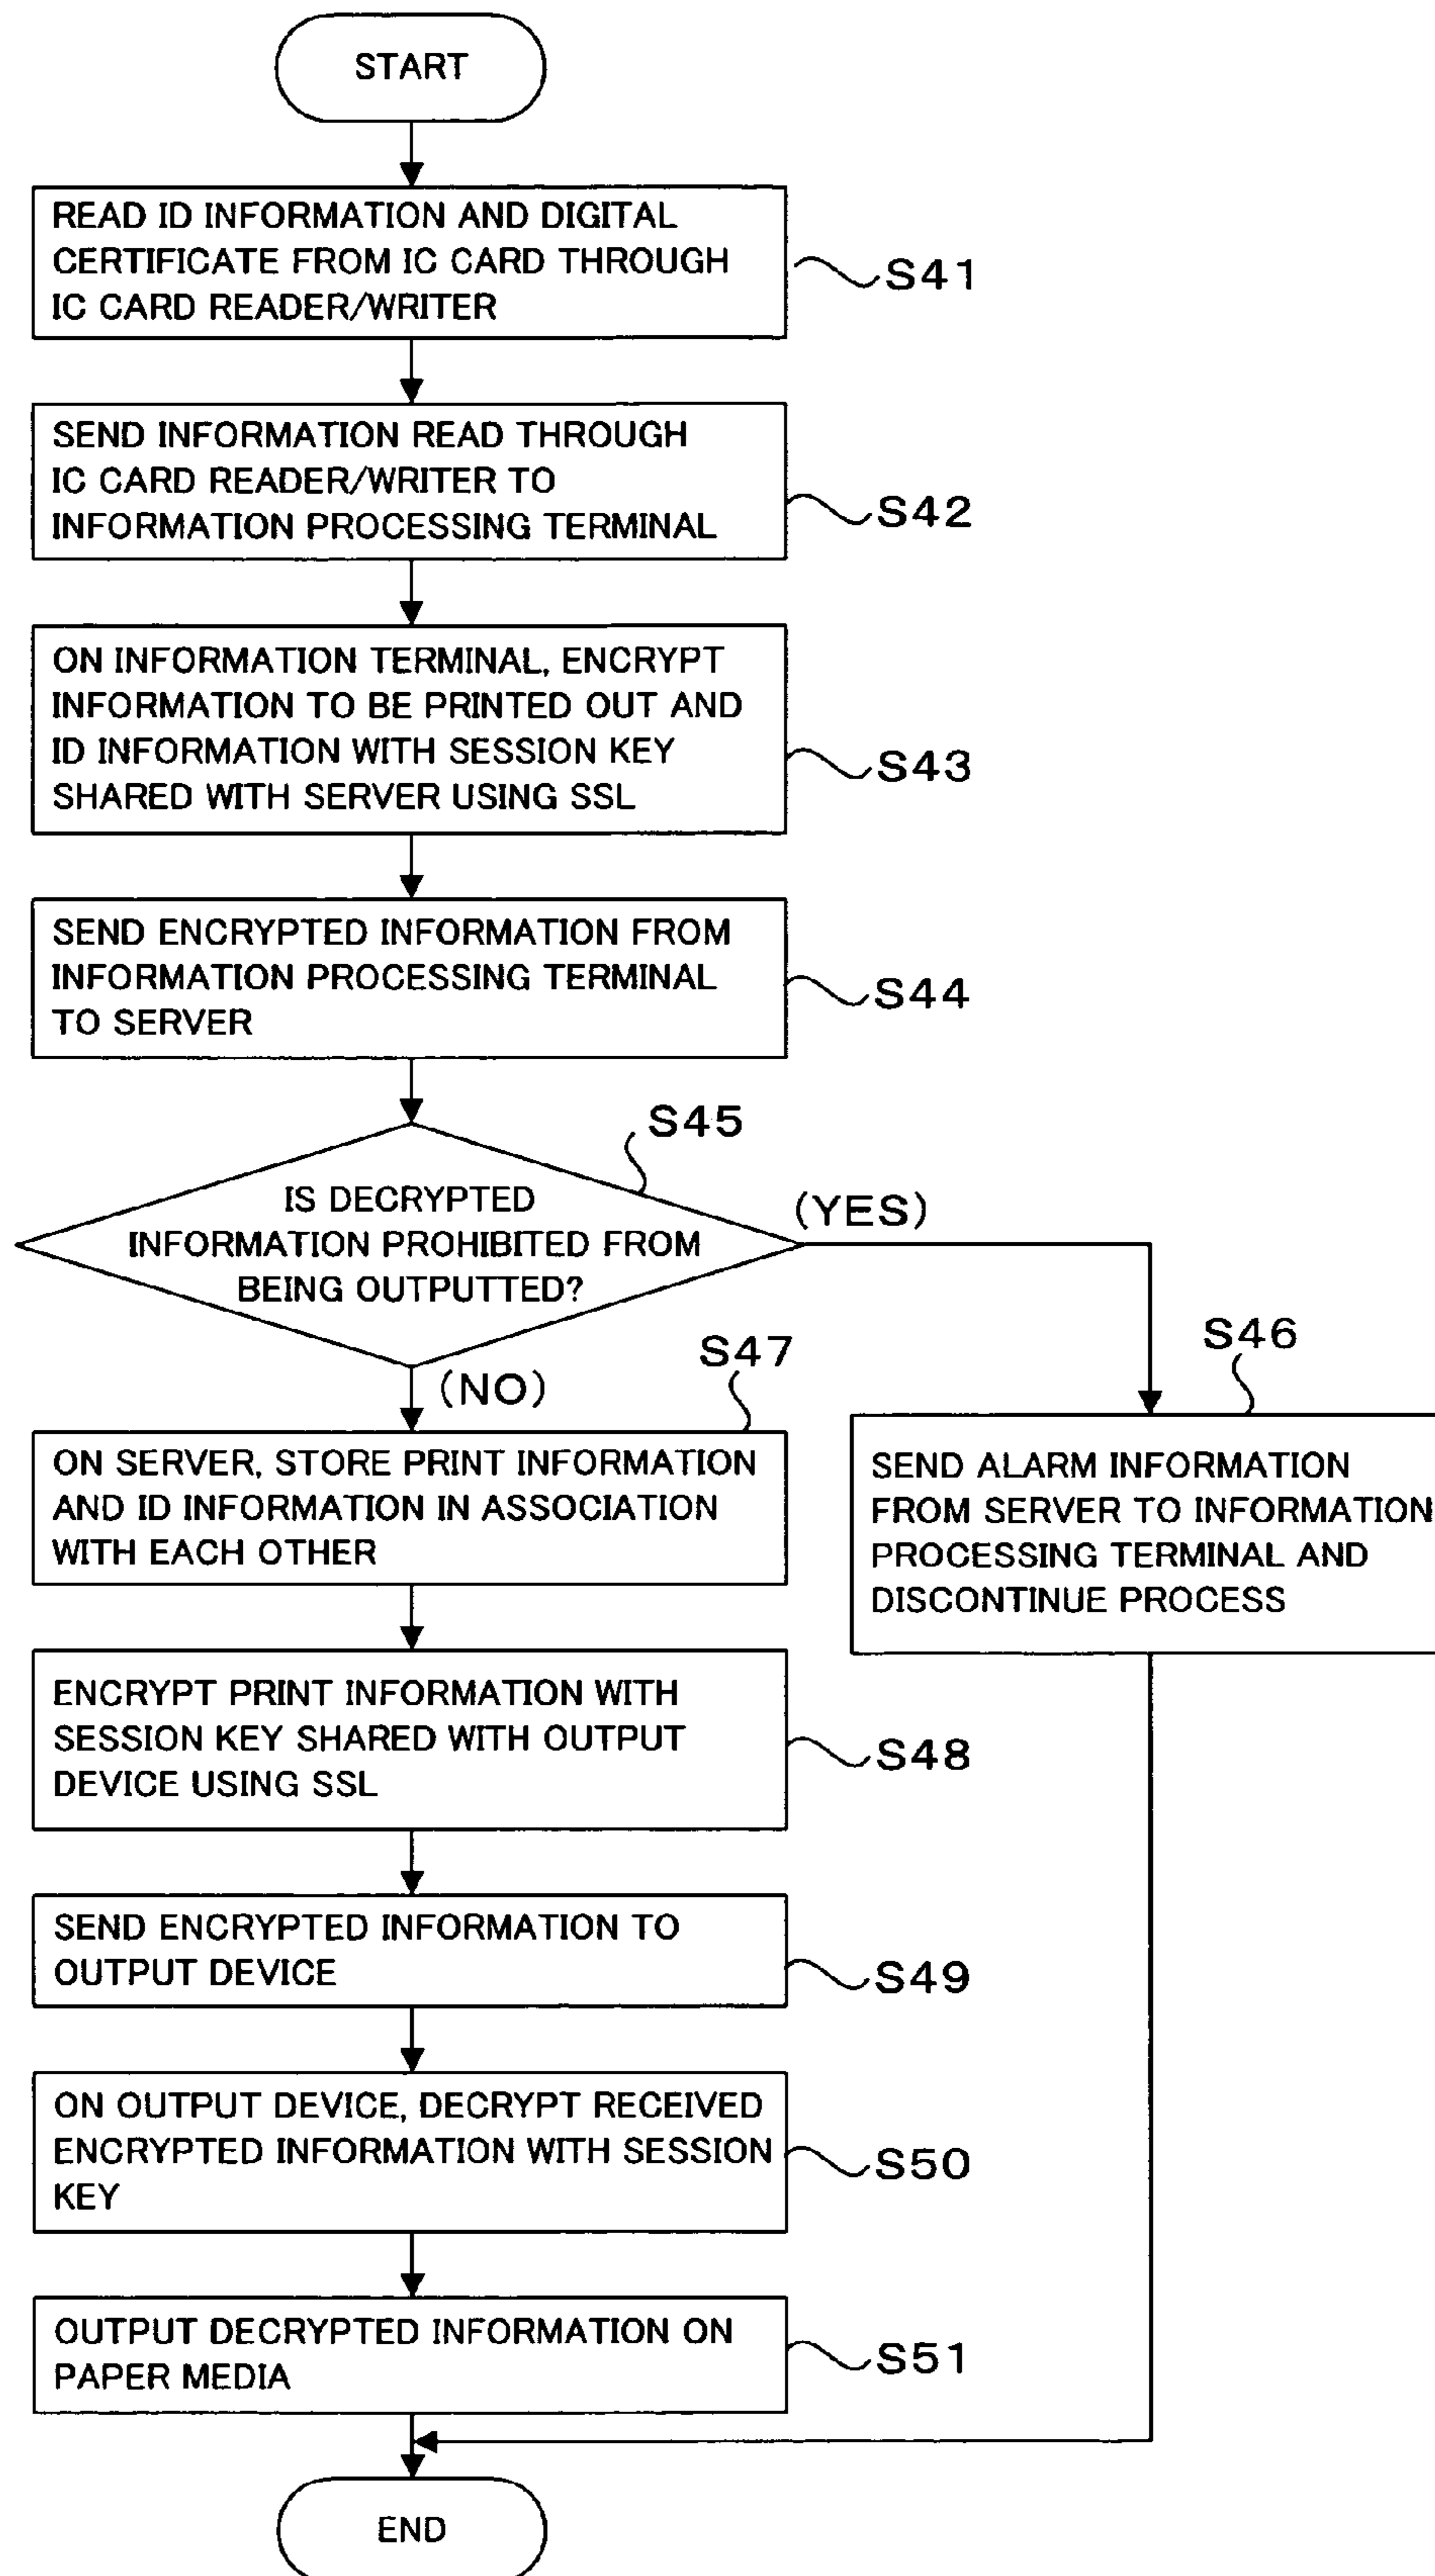 START
READ ID INFORMATION AND DIGITAL
CERTIFICATE FROM IC CARD THROUGH
IC CARD READER/WRITER
S41
SEND INFORMATION READ THROUGH
IC CARD READER/WRITER TO
INFORMATION PROCESSING TERMINAL
S42
ON INFORMATION TERMINAL, ENCRYPT
INFORMATION TO BE PRINTED OUT AND
ID INFORMATION WITH SESSION KEY
SHARED WITH SERVER USING SSL
S43
SEND ENCRYPTED INFORMATION FROM
INFORMATION PROCESSING TERMINAL
TO SERVER
S44
S45
IS DECRYPTED
INFORMATION PROHIBITED FROM
BEING OUTPUTTED?
(YES)
(NO)
S46
SEND ALARM INFORMATION
FROM SERVER TO INFORMATION
PROCESSING TERMINAL AND
DISCONTINUE PROCESS
S47
ON SERVER, STORE PRINT INFORMATION
AND ID INFORMATION IN ASSOCIATION
WITH EACH OTHER
ENCRYPT PRINT INFORMATION WITH
SESSION KEY SHARED WITH OUTPUT
DEVICE USING SSL
S48
SEND ENCRYPTED INFORMATION TO
OUTPUT DEVICE
S49
ON OUTPUT DEVICE, DECRYPT RECEIVED
ENCRYPTED INFORMATION WITH SESSION
KEY
S50
OUTPUT DECRYPTED INFORMATION ON
PAPER MEDIA
S51
END